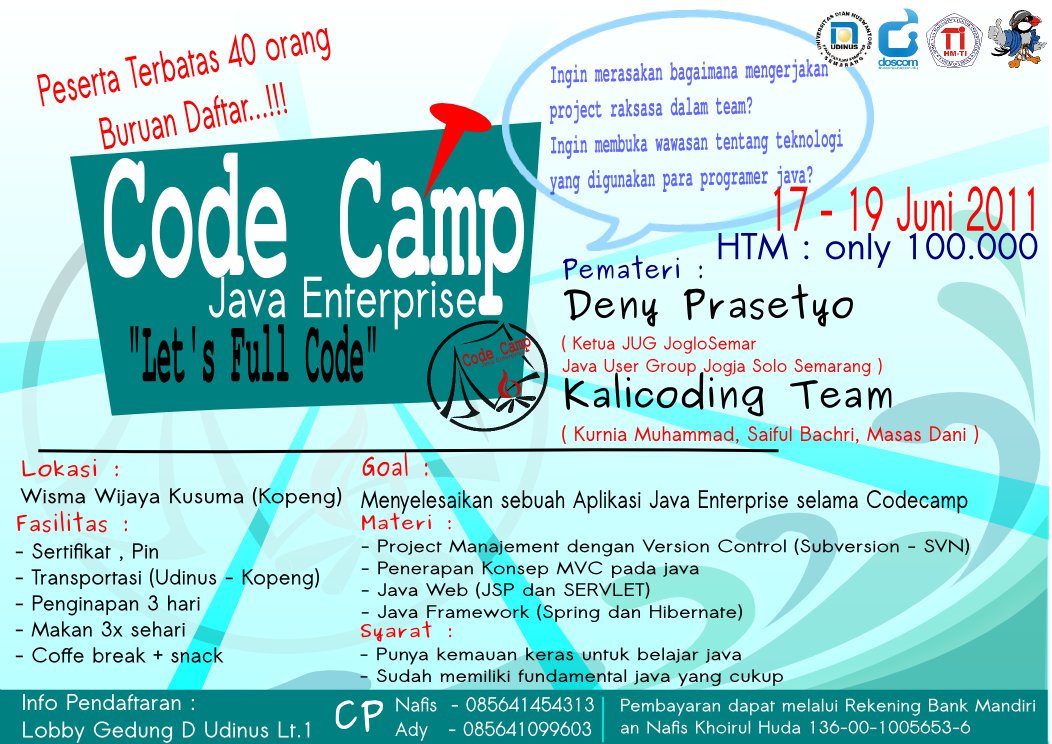 Peserta Terbatas 40 orang
Buruan Daftar...!!!
UNIVERSITAS DIAN NUSWANTORO
UDINUS
SEMARANG
doscom
TI
HM-TI
Ingin merasakan bagaimana mengerjakan
project raksasa dalam team?
Ingin membuka wawasan tentang teknologi
yang digunakan para programer java?
Code Camp
Java Enterprise
"Let's Full Code"
Code Camp
17 - 19 Juni 2011
HTM : only 100.000
Pemateri :
Deny Prasetyo
( Ketua JUG JogloSemar
Java User Group Jogja Solo Semarang )
Kalicoding Team
( Kurnia Muhammad, Saiful Bachri, Masas Dani )
Lokasi :
Wisma Wijaya Kusuma (Kopeng)
Fasilitas :
- Sertifikat , Pin
- Transportasi (Udinus - Kopeng)
- Penginapan 3 hari
- Makan 3x sehari
- Coffe break + snack
Goal :
Menyelesaikan sebuah Aplikasi Java Enterprise selama Codecamp
Materi :
- Project Manajement dengan Version Control (Subversion - SVN)
- Penerapan Konsep MVC pada java
- Java Web (JSP dan SERVLET)
- Java Framework (Spring dan Hibernate)
Syarat :
- Punya kemauan keras untuk belajar java
- Sudah memiliki fundamental java yang cukup
Info Pendaftaran :
Lobby Gedung D Udinus Lt.1
CP
Nafis - 085641454313
Ady - 085641099603
Pembayaran dapat melalui Rekening Bank Mandiri
an Nafis Khoirul Huda 136-00-1005653-6